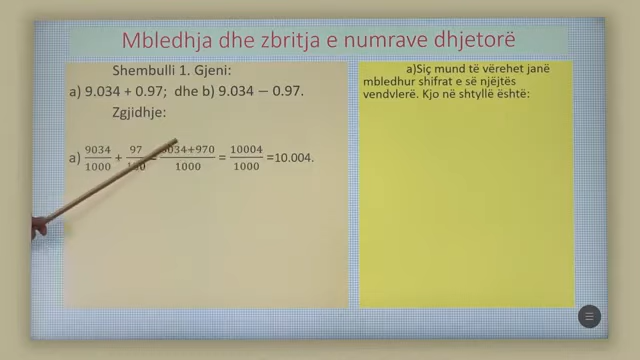 Mbledhja dhe zbritja e numrave dhjetorë
Shembulli 1. Gjeni:
a) 9.034 + 0.97; dhe b) 9.034 − 0.97.
Zgjidhje:
a) 9034/1000 + 97/100 = 9034+970/1000 = 10004/1000 =10.004.
a)Siç mund të vërehet janë
mbledhur shifrat e së njëjtës
vendvlerë. Kjo në shtyllë është: